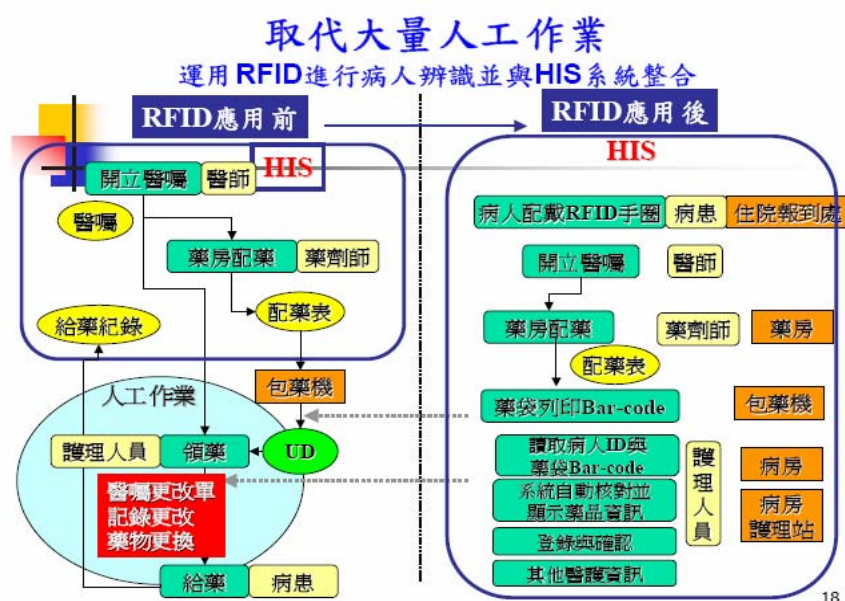 取代大量人工作業
運用RFID進行病人辨識並與HIS系統整合
RFID應用前
HIS
開立醫囑
醫師
醫囑
藥房配藥
藥劑師
給藥紀錄
配藥表
人工作業
包藥機
護理人員
領藥
UD
醫囑更改單
記錄更改
藥物更換
給藥
病患
RFID應用後
HIS
病人配戴RFID手圈
病患
住院報到處
開立醫囑
醫師
藥房配藥
藥劑師
藥房
配藥表
藥袋列印Bar-code
包藥機
讀取病人ID與
藥袋Bar-code
系統自動核對並
顯示藥品資訊
登錄與確認
其他醫護資訊
護理人員
病房
病房
護理站
18